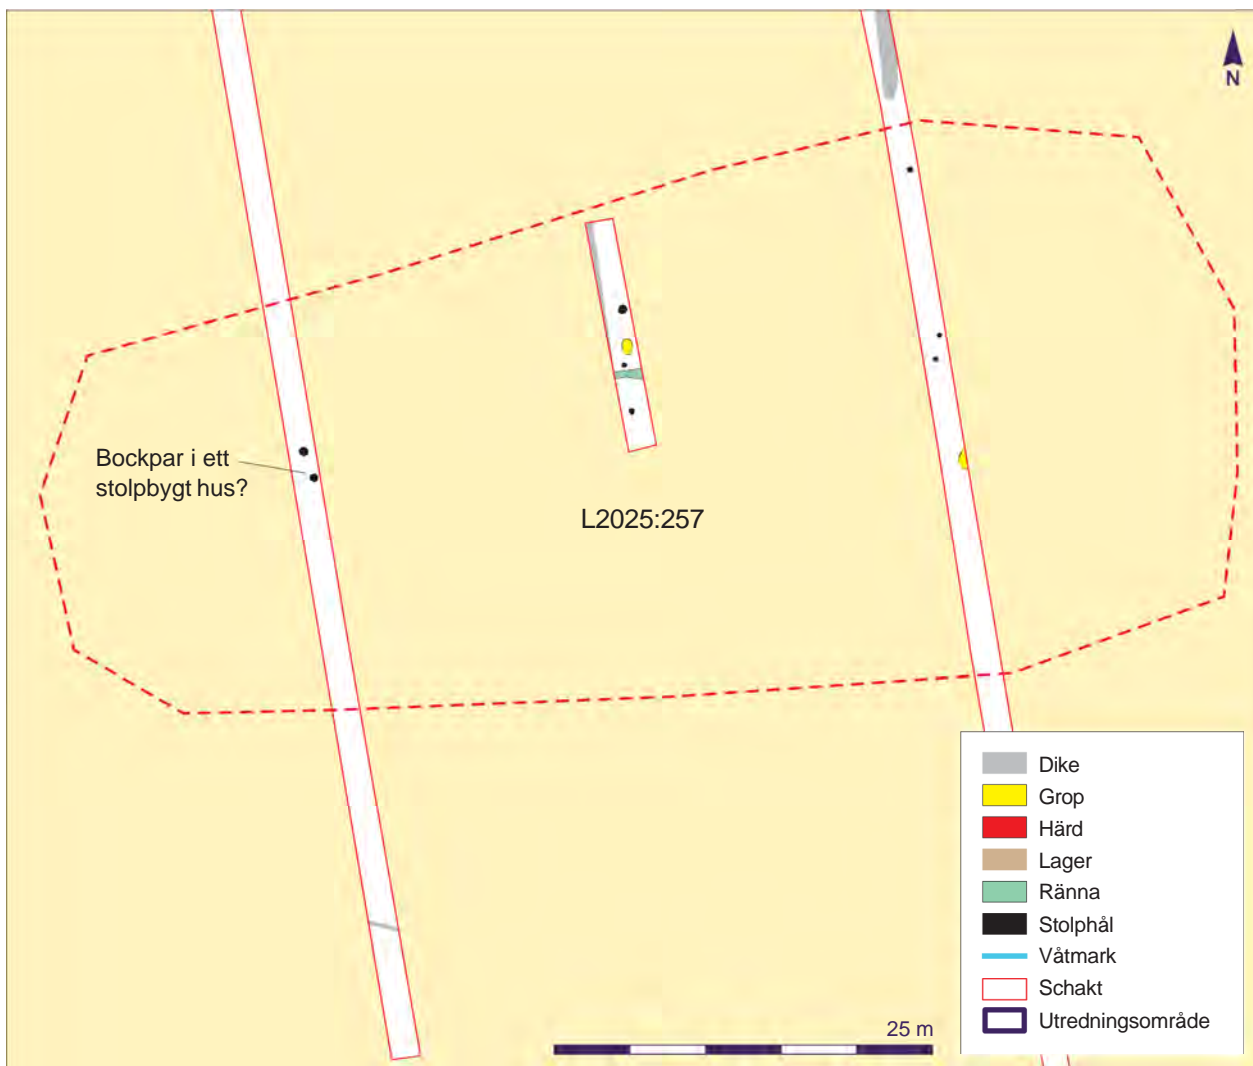 N
Bockpar i ett
stolpbygt hus?
L2025:257
Dike
Grop
Härd
Lager
Ränna
Stolphål
Våtmark
Schakt
Utredningsområde
25 m